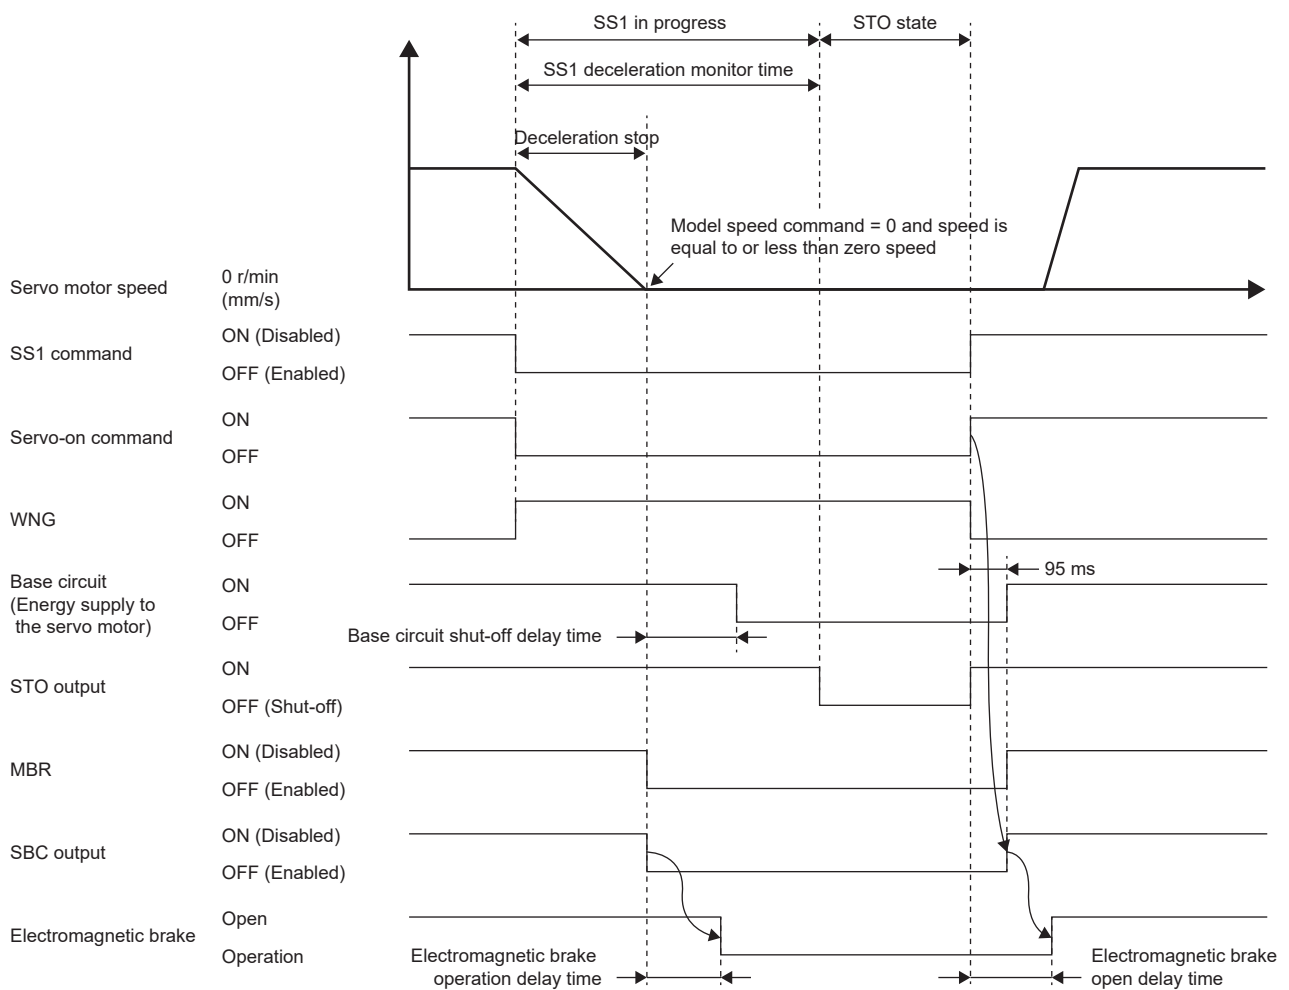 SS1 in progress
STO state
SS1 deceleration monitor time
Deceleration stop
Model speed command = 0 and speed is
equal to or less than zero speed
Servo motor speed
0 r/min
(mm/s)
SS1 command
ON (Disabled)
OFF (Enabled)
Servo-on command
ON
OFF
WNG
ON
OFF
95 ms
Base circuit
(Energy supply to
the servo motor)
ON
OFF
Base circuit shut-off delay time
STO output
ON
OFF (Shut-off)
MBR
ON (Disabled)
OFF (Enabled)
SBC output
ON (Disabled)
OFF (Enabled)
Electromagnetic brake
Open
Operation
Electromagnetic brake
operation delay time
Electromagnetic brake
open delay time